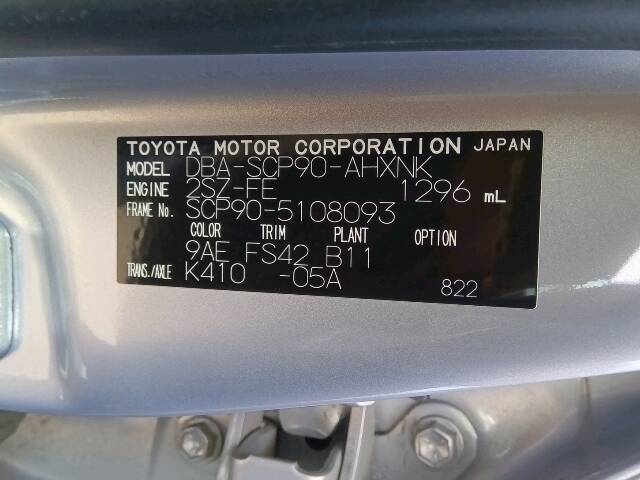 TOYOTA MOTOR CORPORATION JAPAN
MODEL DBA-SCP90-AHXNK
ENGINE 2SZ-FE 1296 mL
FRAME No. SCP90-5108093
COLOR TRIM PLANT OPTION
9AE FS42 B11
TRANS./AXLE K410 -05A
822